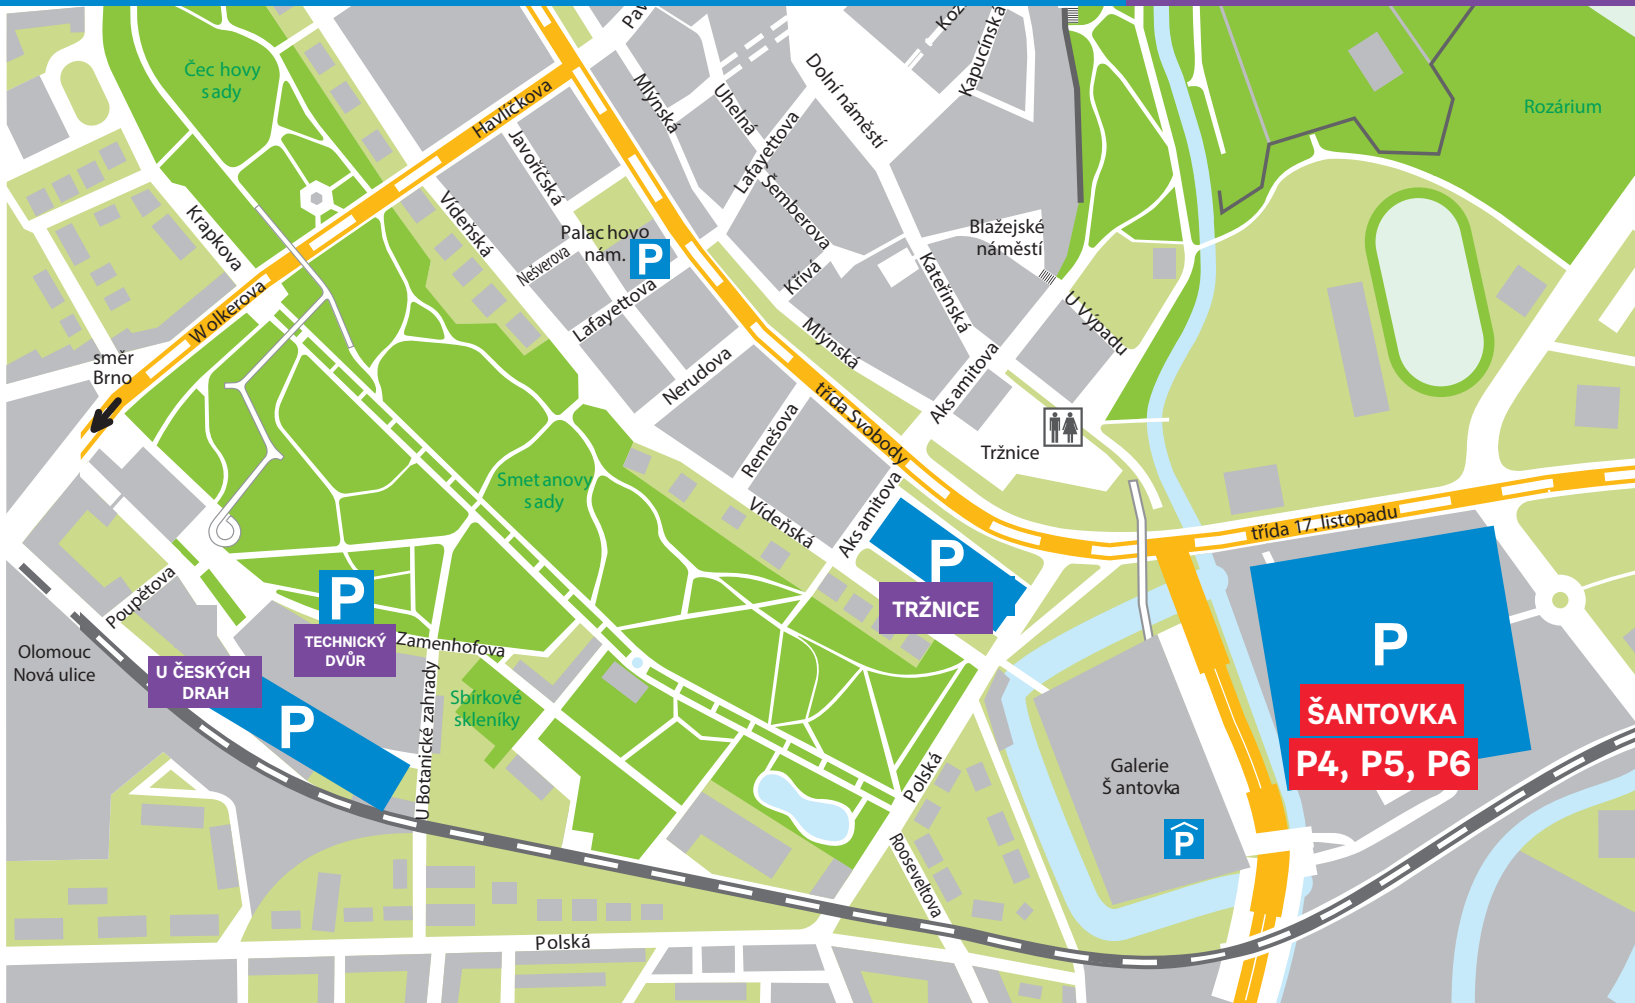 Kapucínská
Čec hovy
sady
Havlíčkova
Mlýnská
Uhelná
Dolní náměstí
Rozárium
Javoříčská
Lafayettova
Šemberova
Krapkova
Vídeňská
Palac hovo
nám.
P
Nešverova
Blažejské
náměstí
Křivá
Kateřinská
Wolkerova
Lafayettova
U Výpadu
směr
Brno
Mlýnská
Nerudova
Aks amitova
třída Svobody
Remešova
Tržnice
Smet anovy
sady
Vídeňská
Aks amitova
třída 17. listopadu
P
TRŽNICE
Poupětova
P
TECHNICKÝ
DVŮR
Zamenhofova
Olomouc
Nová ulice
U ČESKÝCH
DRAH
P
U Botanické zahrady
Sbírkové
skleníky
P
ŠANTOVKA
P4, P5, P6
Polská
Galerie
Š antovka
P
Rooseveltova
Polská